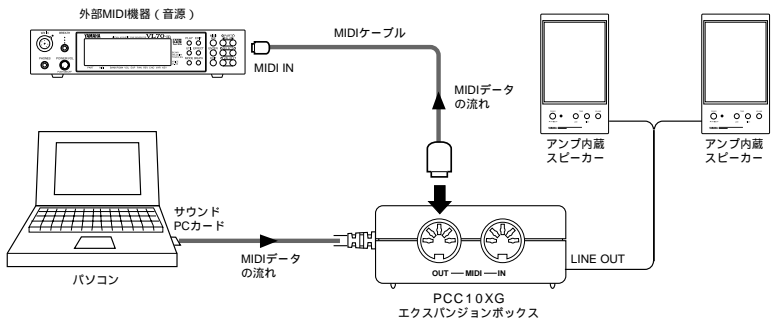 外部MIDI機器（音源）
YAMAHA
VL70-m
MIDIケーブル
MIDI IN
MIDIデータ
の流れ
アンプ内蔵
スピーカー
アンプ内蔵
スピーカー
サウンド
PCカード
パソコン
MIDIデータ
の流れ
OUT — MIDI — IN
LINE OUT
PCC10XG
エクスパンジョンボックス